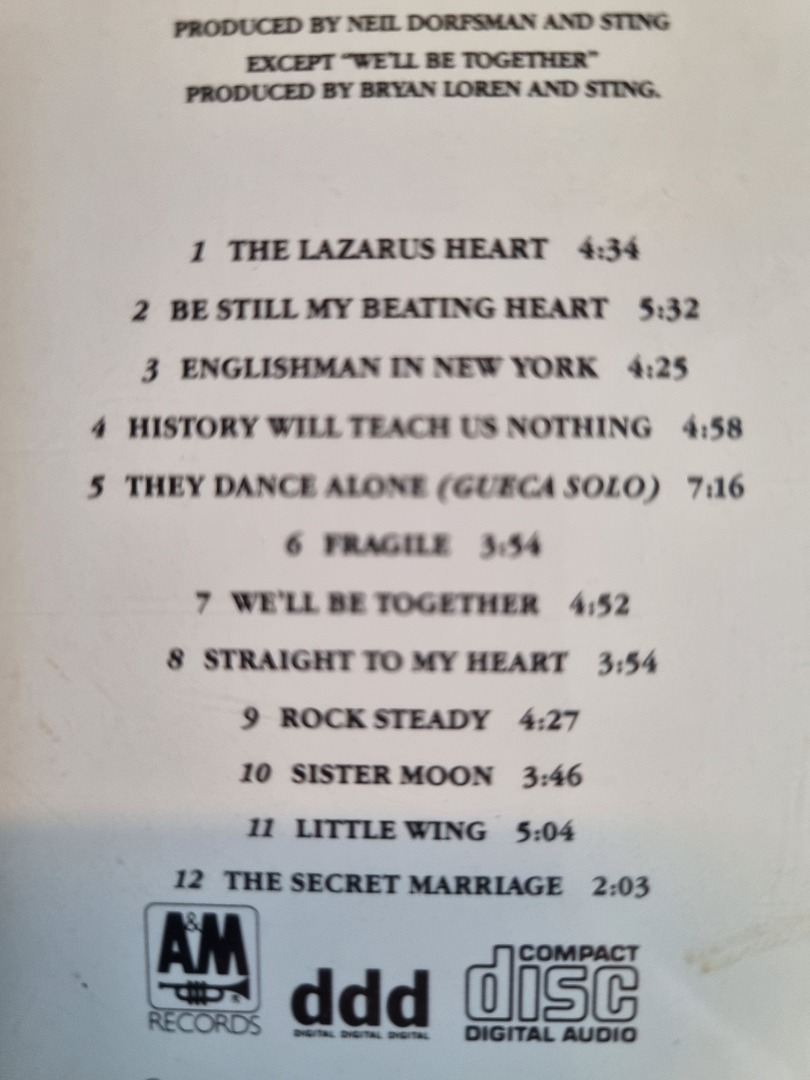 PRODUCED BY NEIL DORFSMAN AND STING
EXCEPT "WE'LL BE TOGETHER"
PRODUCED BY BRYAN LOREN AND STING.
1 THE LAZARUS HEART 4:34
2 BE STILL MY BEATING HEART 5:32
3 ENGLISHMAN IN NEW YORK 4:25
4 HISTORY WILL TEACH US NOTHING 4:58
5 THEY DANCE ALONE (GUECA SOLO) 7:16
6 FRAGILE 3:54
7 WE'LL BE TOGETHER 4:52
8 STRAIGHT TO MY HEART 3:54
9 ROCK STEADY 4:27
10 SISTER MOON 3:46
11 LITTLE WING 5:04
12 THE SECRET MARRIAGE 2:03
A&M ®
RECORDS
ddd
DIGITAL DIGITAL DIGITAL
COMPACT
disc
DIGITAL AUDIO